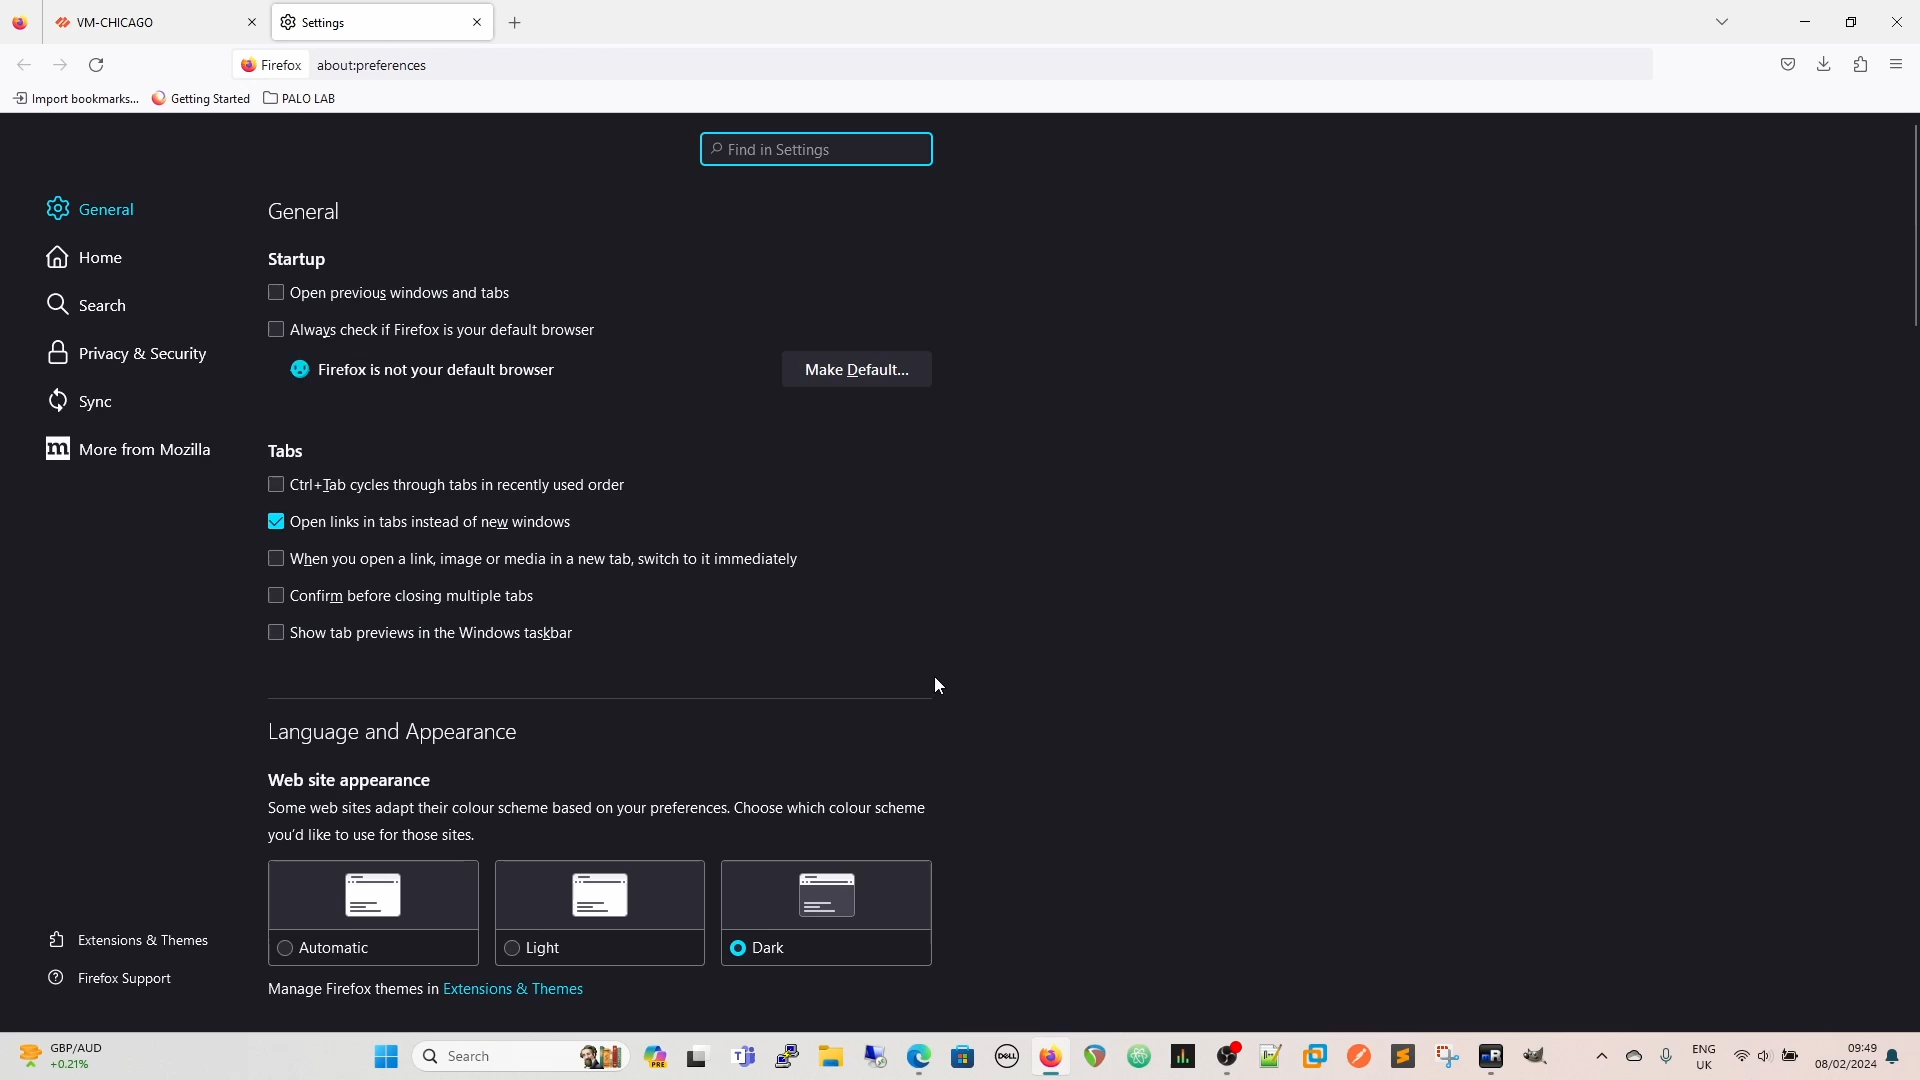 VM-CHICAGO
Settings
Firefox
about:preferences
Import bookmarks...
Getting Started
PALO LAB
Find in Settings
General
Home
Search
Privacy & Security
Sync
More from Mozilla
Extensions & Themes
Firefox Support
General
Startup
Open previous windows and tabs
Always check if Firefox is your default browser
Firefox is not your default browser
Make Default...
Tabs
Ctrl+Tab cycles through tabs in recently used order
Open links in tabs instead of new windows
When you open a link, image or media in a new tab, switch to it immediately
Confirm before closing multiple tabs
Show tab previews in the Windows taskbar
Language and Appearance
Web site appearance
Some web sites adapt their colour scheme based on your preferences. Choose which colour scheme
you'd like to use for those sites.
Automatic
Light
Dark
Manage Firefox themes in Extensions & Themes
GBP/AUD
+0.21%
Search
PRE
DELL
ENG
UK
09:49
08/02/2024